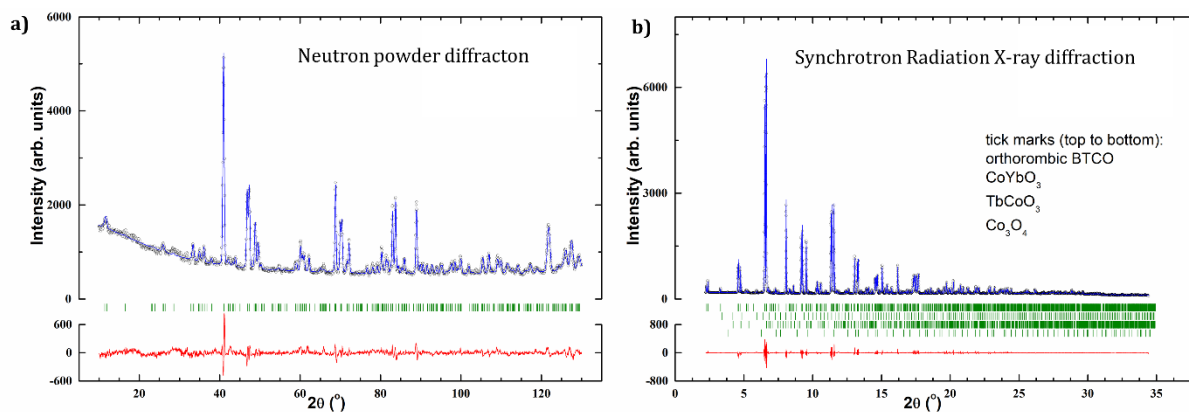 a)
Neutron powder diffracton
Intensity (arb. units)
6000
4000
2000
0
600
0
-600
20
40
60
80
100
120
2θ (°)
b)
Synchrotron Radiation X-ray diffraction
tick marks (top to bottom):
orthorombic BTCO
CoYbO₃
TbCoO₃
Co₃O₄
Intensity (arb. units)
6000
3000
0
800
0
-800
0
5
10
15
20
25
30
35
2θ (°)